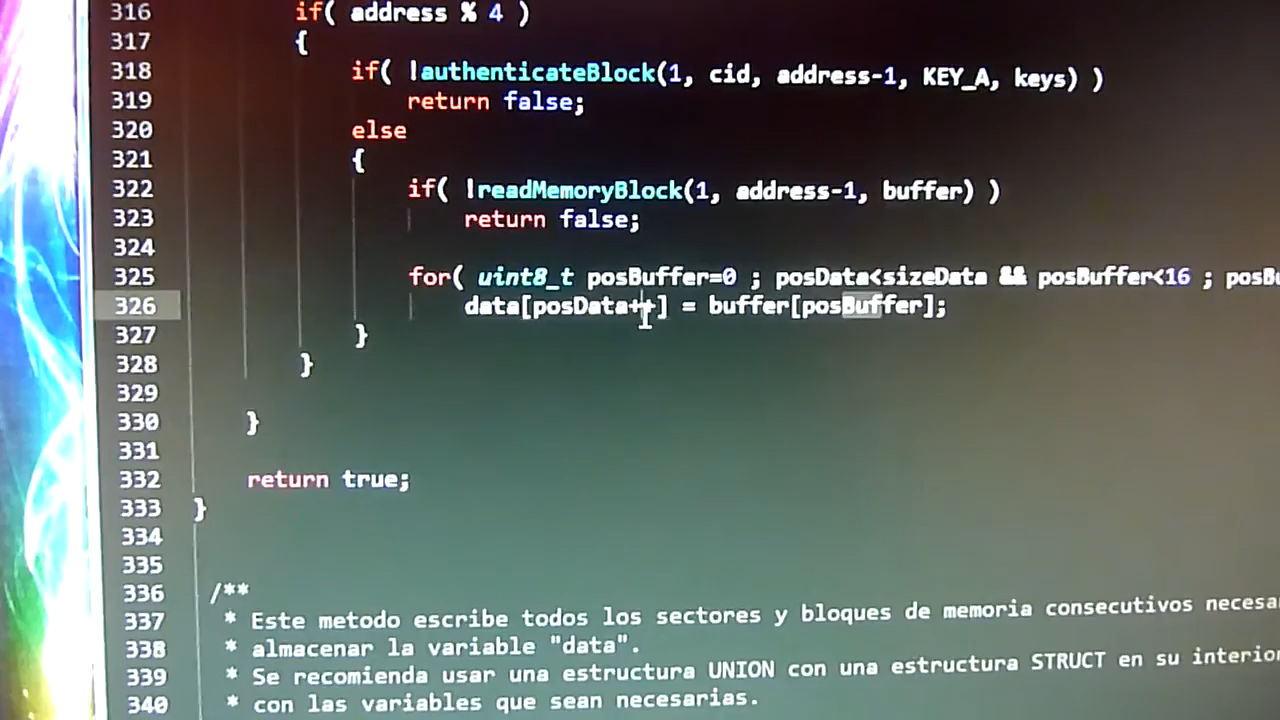 316 if( address % 4 )
317 {
318 if( !authenticateBlock(1, cid, address-1, KEY_A, keys) )
319 return false;
320 else
321 {
322 if( !readMemoryBlock(1, address-1, buffer) )
323 return false;
324
325 for( uint8_t posBuffer=0 ; posData<sizeData && posBuffer<16 ;
326 data[posData++] = buffer[posBuffer];
327 }
328 }
329
330 }
331
332 return true;
333 }
334
335
336 /**
337 * Este metodo escribe todos los sectores y bloques de memoria consecutivos
338 * almacenar la variable "data".
339 * Se recomienda usar una estructura UNION con una estructura STRUCT en su interior
340 * con las variables que sean necesarias.